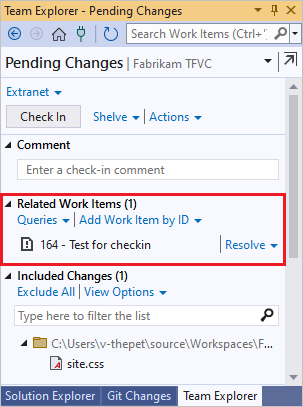 Team Explorer - Pending Changes
Search Work Items (Ctrl+'
Pending Changes | Fabrikam TFVC
Extranet
Check In Shelve Actions
Comment
Enter a check-in comment
Related Work Items (1)
Queries Add Work Item by ID
164 - Test for checkin Resolve
Included Changes (1)
Exclude All View Options
Type here to filter the list
C:\Users\v-thepet\source\Workspaces\F...
site.css
Solution Explorer Git Changes Team Explorer